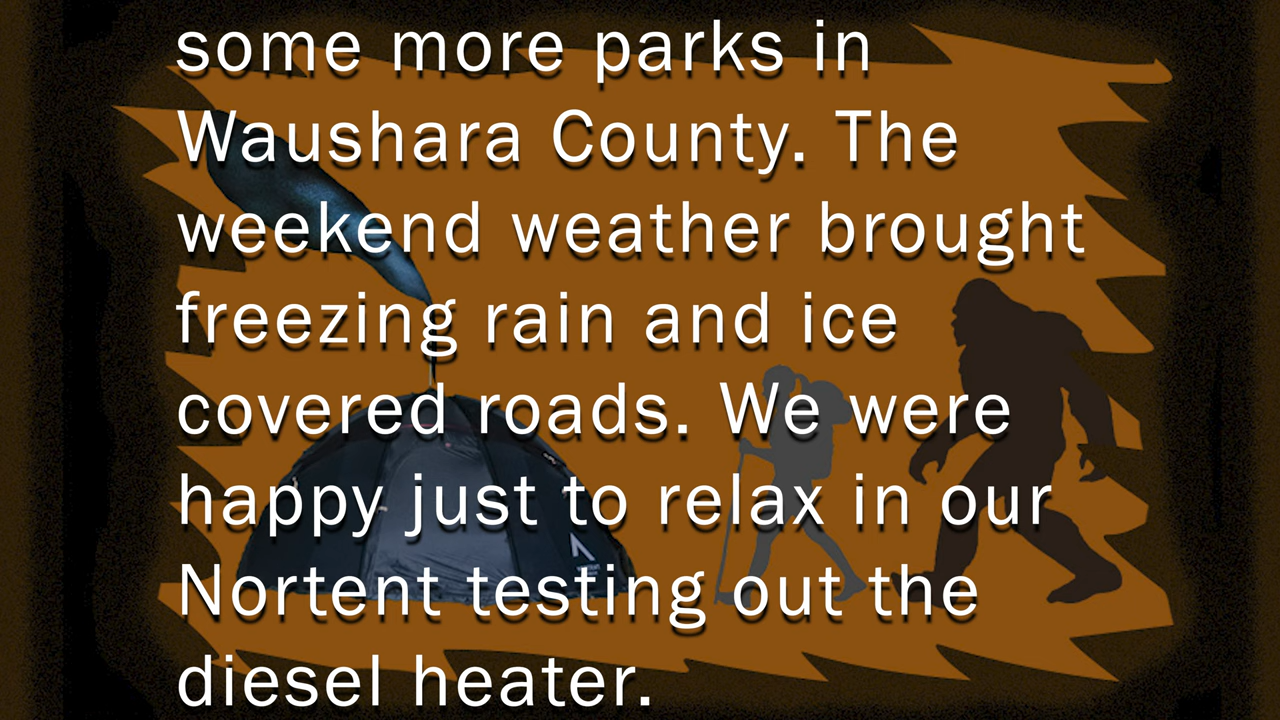 some more parks in
Waushara County. The
weekend weather brought
freezing rain and ice
covered roads. We were
happy just to relax in our
Nortent testing out the
diesel heater.